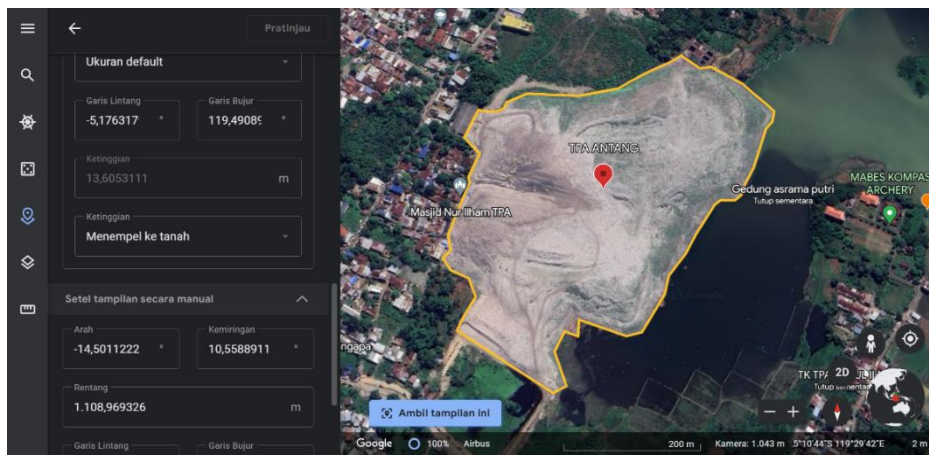 Pratinjau
Ukuran default
Garis Lintang
-5,176317 °
Garis Bujur
119,49089 °
Ketinggian
13,6053111 m
Ketinggian
Menempel ke tanah
Setel tampilan secara manual
Arah
-14,5011222 °
Kemiringan
10,5588911 °
Rentang
1.108,969326 m
Garis Lintang
Garis Bujur
TPA ANTANG
Masjid Nur Ilham TPA
Gedung asrama putri
Tutup sementara
MABES KOMPAS
ARCHERY
ngapa
TK TPA
Tutup sementara
2D
Ambil tampilan ini
Google
100%
Airbus
200 m
Kamera: 1.043 m
5°10'44"S 119°29'42"E
2 m